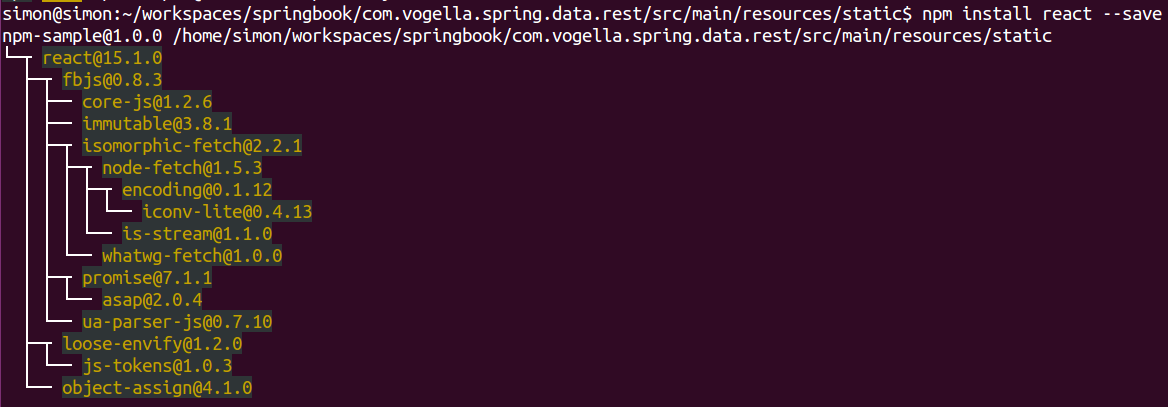 simon@simon:~/workspaces/springbook/com.vogella.spring.data.rest/src/main/resources/static$ npm install react --save
npm-sample@1.0.0 /home/simon/workspaces/springbook/com.vogella.spring.data.rest/src/main/resources/static
└─┬ react@15.1.0
  ├─┬ fbjs@0.8.3
  │ ├── core-js@1.2.6
  │ ├── immutable@3.8.1
  │ ├─┬ isomorphic-fetch@2.2.1
  │ │ ├─┬ node-fetch@1.5.3
  │ │ │ ├─┬ encoding@0.1.12
  │ │ │ │ └── iconv-lite@0.4.13
  │ │ │ └── is-stream@1.1.0
  │ │ └── whatwg-fetch@1.0.0
  │ ├─┬ promise@7.1.1
  │ │ └── asap@2.0.4
  │ └── ua-parser-js@0.7.10
  ├─┬ loose-envify@1.2.0
  │ └── js-tokens@1.0.3
  └── object-assign@4.1.0